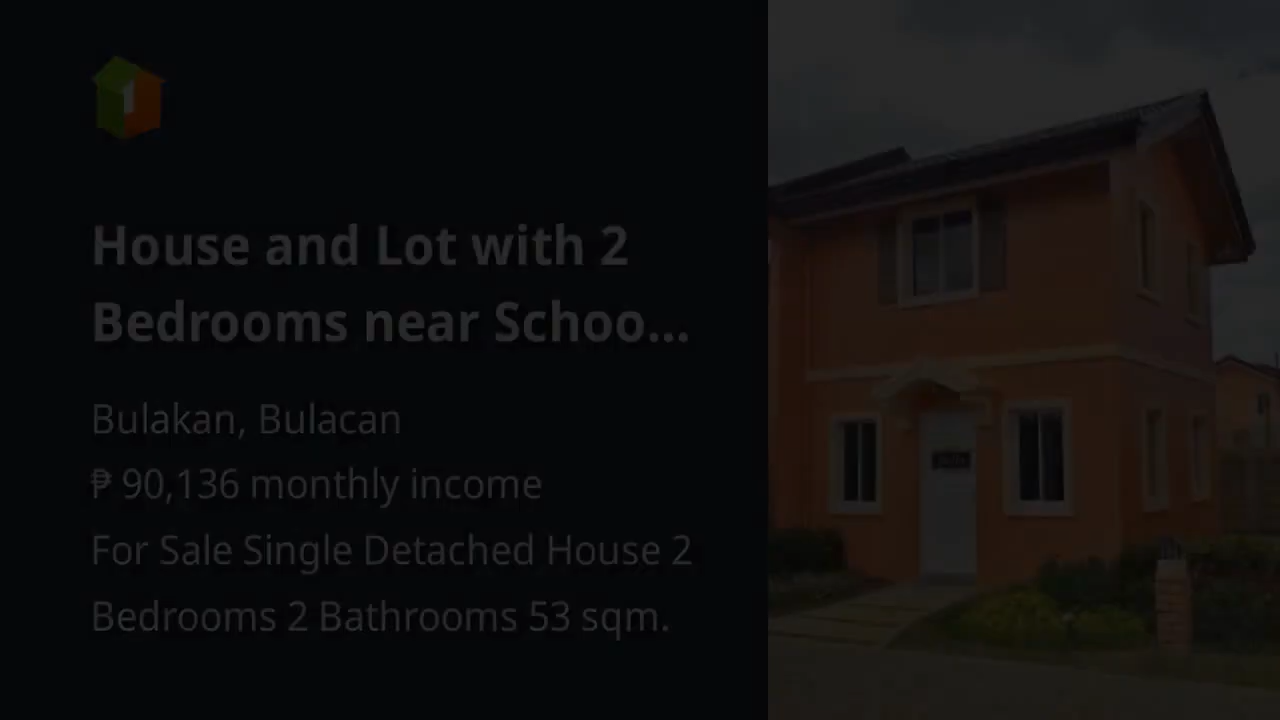 House and Lot with 2
Bedrooms near Schoo...
Bulakan, Bulacan
₱ 90,136 monthly income
For Sale Single Detached House 2
Bedrooms 2 Bathrooms 53 sqm.